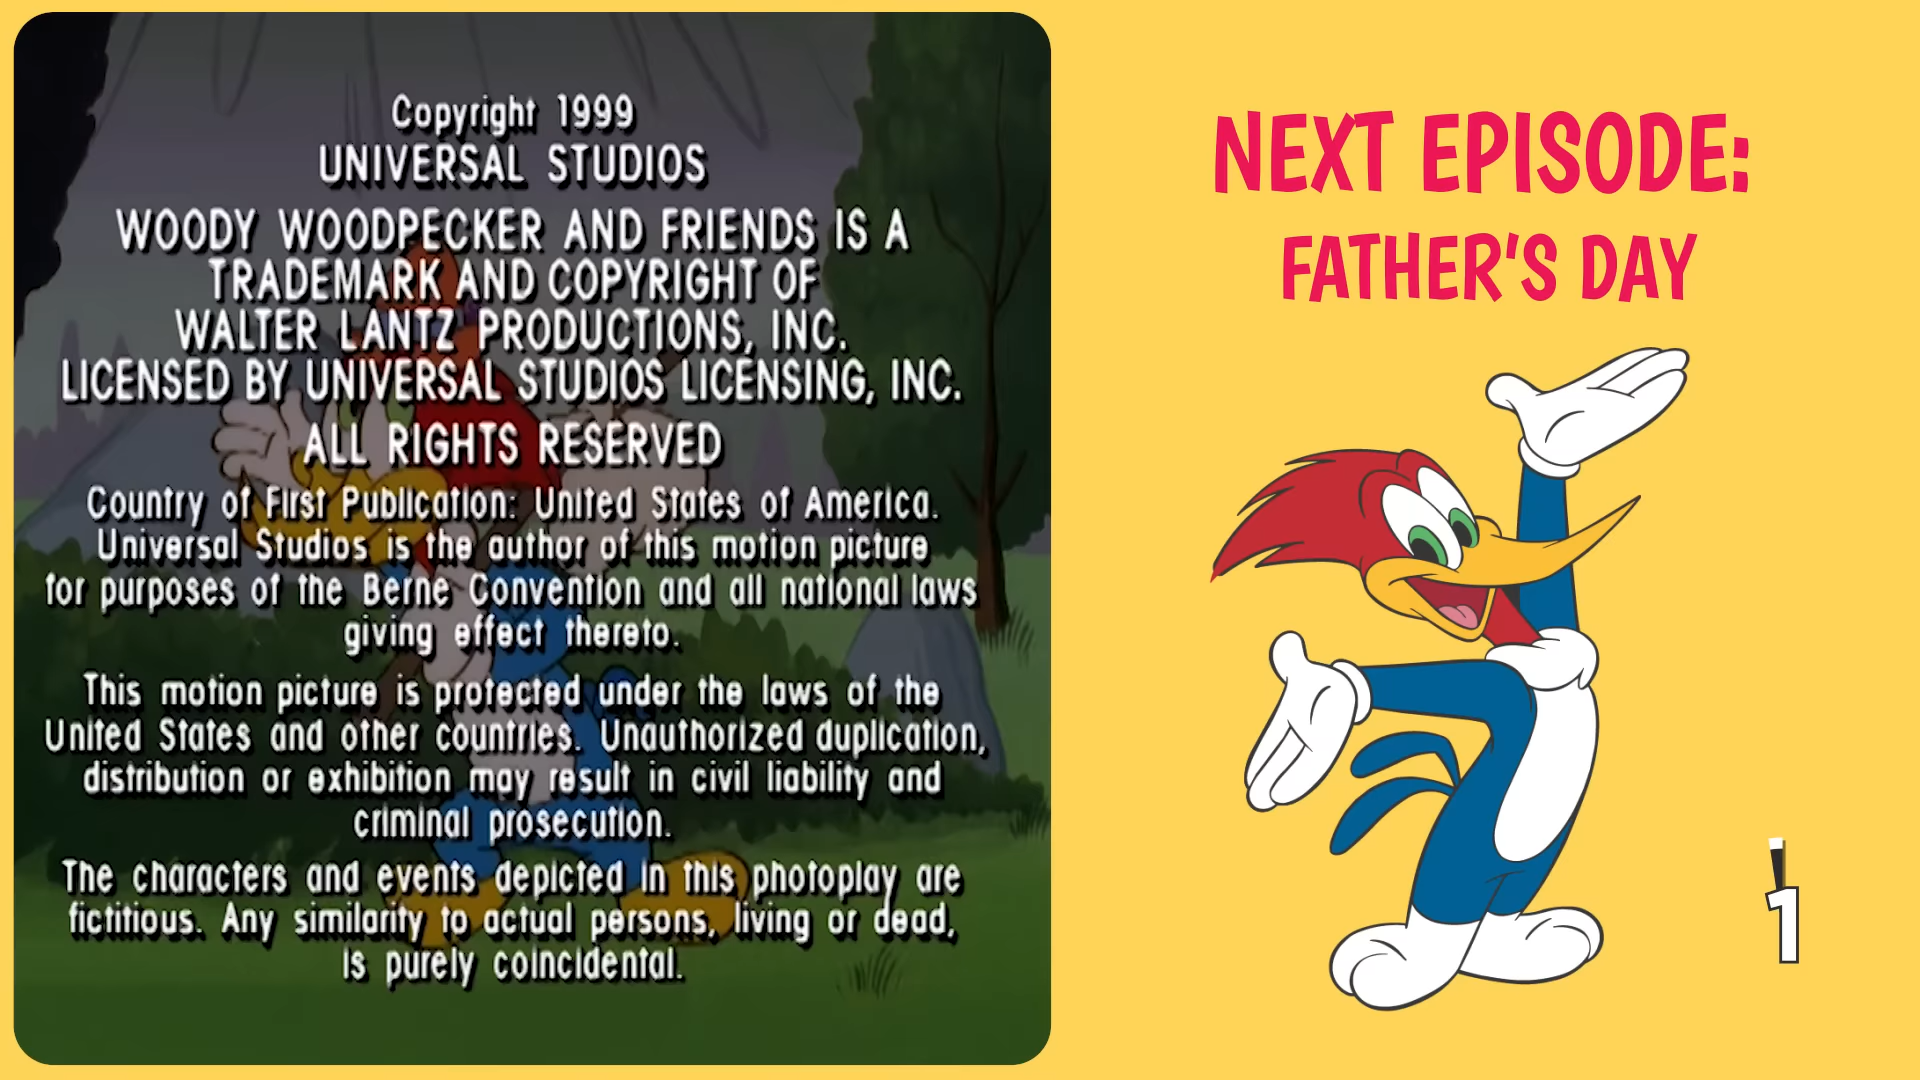 Copyright 1999
UNIVERSAL STUDIOS
WOODY WOODPECKER AND FRIENDS IS A
TRADEMARK AND COPYRIGHT OF
WALTER LANTZ PRODUCTIONS, INC.
LICENSED BY UNIVERSAL STUDIOS LICENSING, INC.
ALL RIGHTS RESERVED
Country of First Publication: United States of America.
Universal Studios is the author of this motion picture
for purposes of the Berne Convention and all national laws
giving effect thereto.
This motion picture is protected under the laws of the
United States and other countries. Unauthorized duplication,
distribution or exhibition may result in civil liability and
criminal prosecution.
The characters and events depicted in this photoplay are
fictitious. Any similarity to actual persons, living or dead,
is purely coincidental.
NEXT EPISODE:
FATHER'S DAY
1